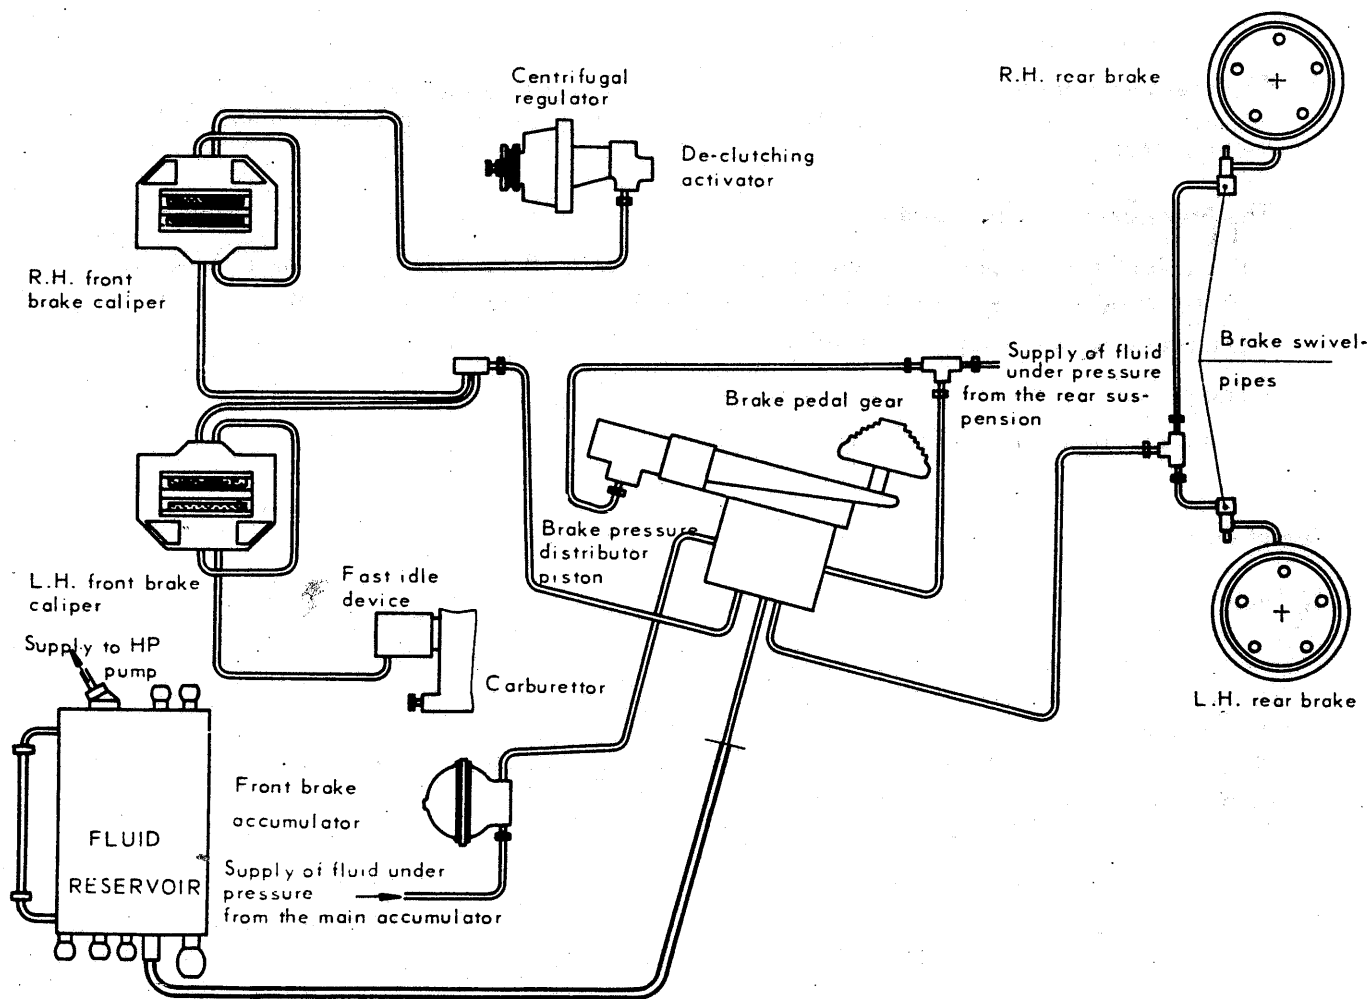 Centrifugal
regulator
De-clutching
activator
R.H. rear brake
R.H. front
brake caliper
Supply of fluid
under pressure
from the rear sus-
pension
Brake swivel-
pipes
Brake pedal gear
Brake pressure
distributor
piston
L.H. front brake
caliper
Fast idle
device
Supply to HP
pump
Carburettor
L.H. rear brake
Front brake
accumulator
FLUID
RESERVOIR
Supply of fluid under
pressure
from the main accumulator